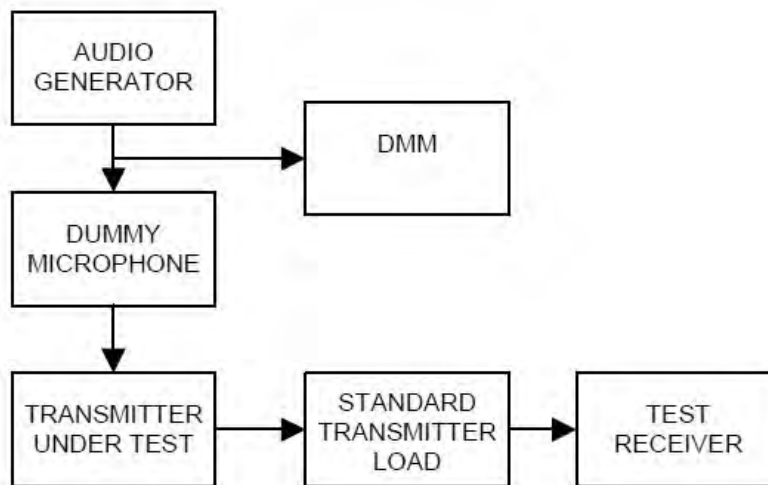 AUDIO
GENERATOR
DMM
DUMMY
MICROPHONE
TRANSMITTER
UNDER TEST
STANDARD
TRANSMITTER
LOAD
TEST
RECEIVER